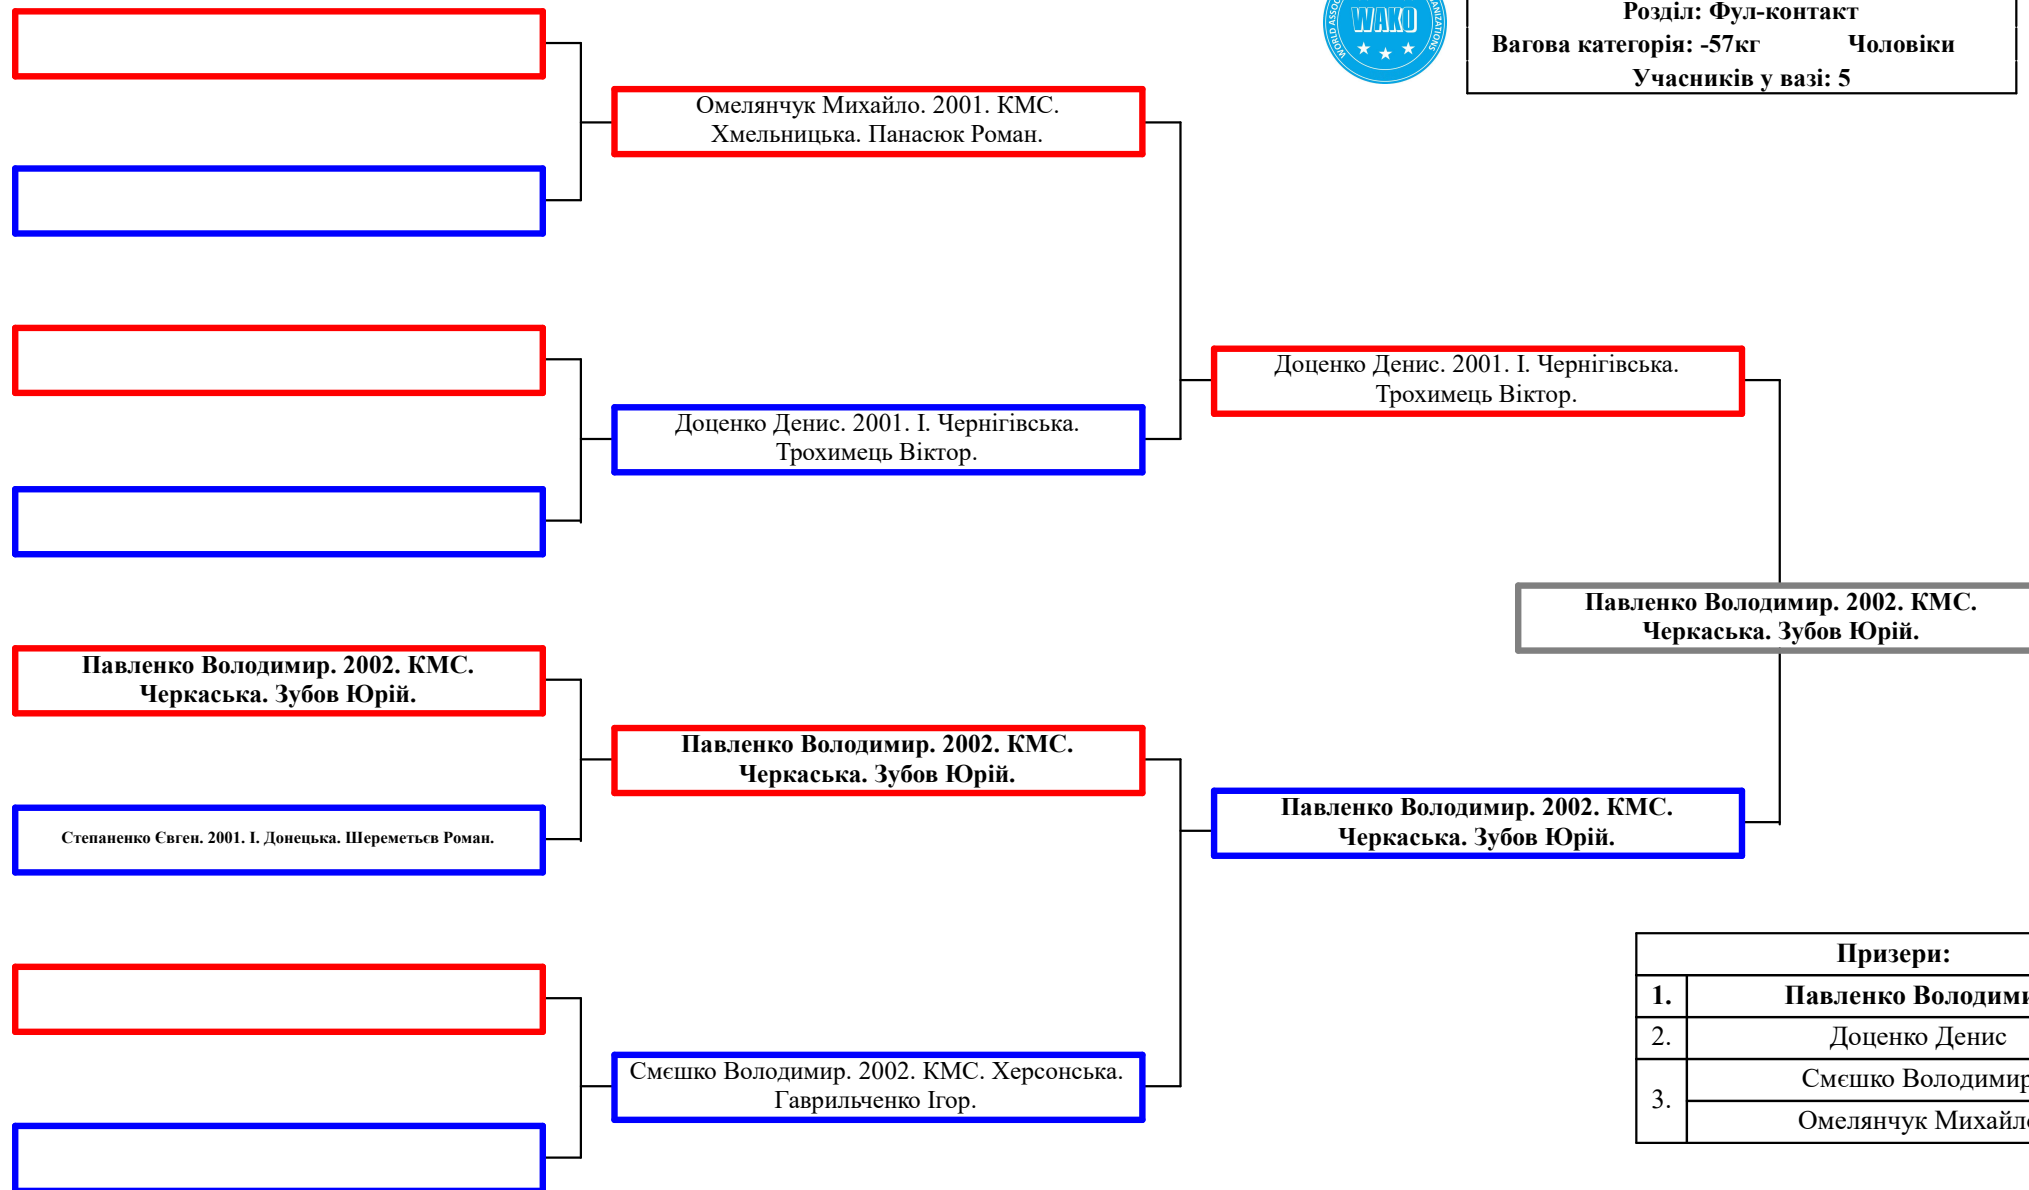 WAKO
Розділ: Фул-контакт
Вагова категорія: -57кг Чоловіки
Учасників у вазі: 5
Омелянчук Михайло. 2001. КМС.
Хмельницька. Панасюк Роман.
Доценко Денис. 2001. І. Чернігівська.
Трохимець Віктор.
Доценко Денис. 2001. І. Чернігівська.
Трохимець Віктор.
Павленко Володимир. 2002. КМС.
Черкаська. Зубов Юрій.
Павленко Володимир. 2002. КМС.
Черкаська. Зубов Юрій.
Павленко Володимир. 2002. КМС.
Черкаська. Зубов Юрій.
Павленко Володимир. 2002. КМС.
Черкаська. Зубов Юрій.
Степаненко Євген. 2001. І. Донецька. Шереметьєв Роман.
Смєшко Володимир. 2002. КМС. Херсонська.
Гаврильченко Ігор.
Призери:
1. Павленко
2. Доценко Денис
3. Смєшко Володимир
Омелянчук